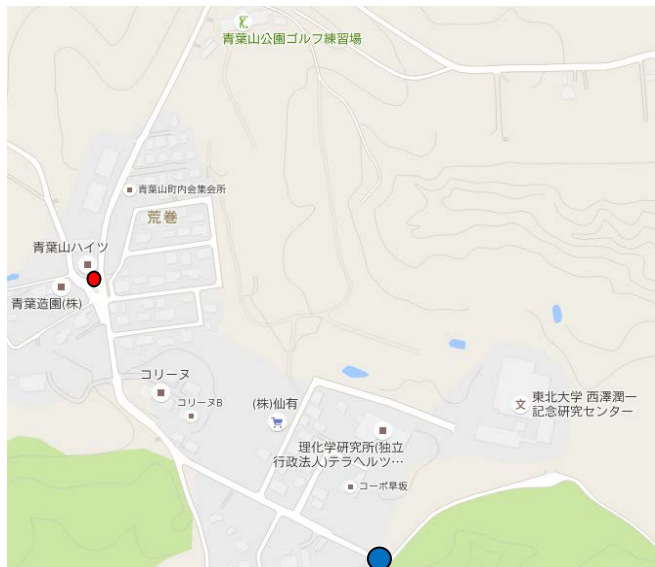 青葉山公園ゴルフ練習場
青葉山町内会集会所
荒巻
青葉山ハイツ
青葉造園(株)
コリーヌ
コリーヌB
(株)仙有
東北大学 西澤潤一
記念研究センター
文
理化学研究所(独立
行政法人)テラヘルツ…
コーポ早坂